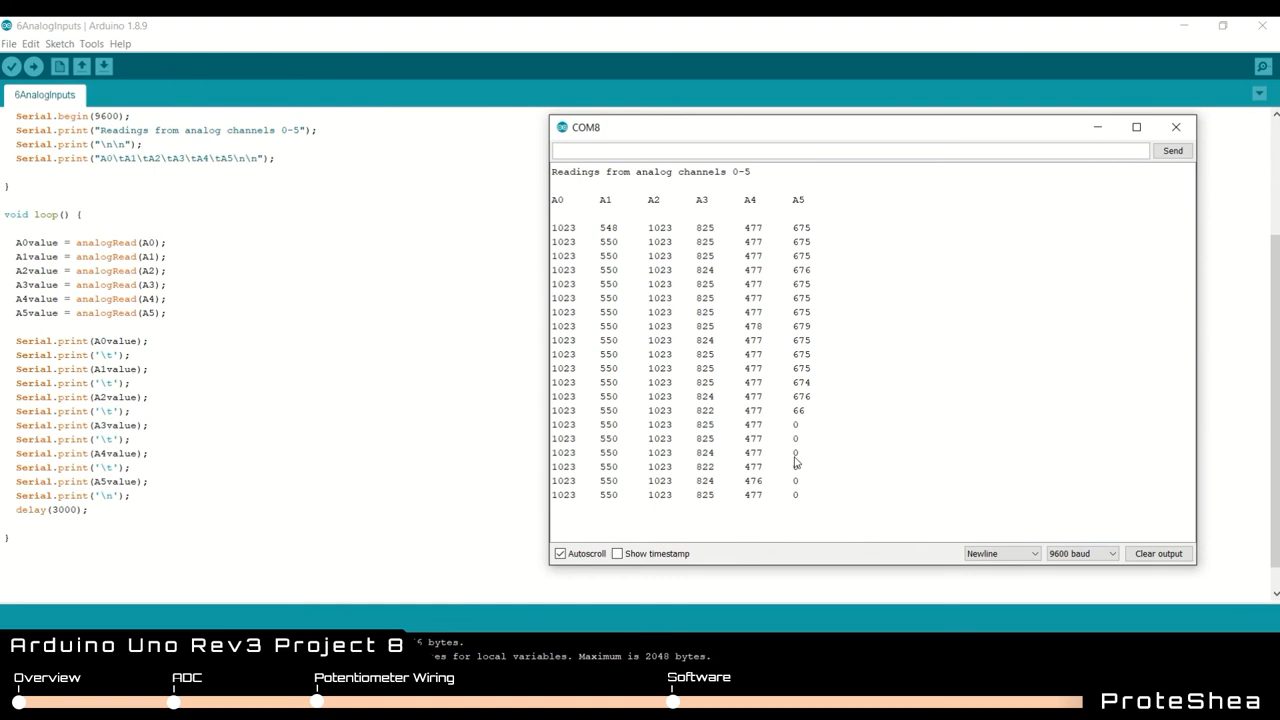 6AnalogInputs | Arduino 1.8.9
File Edit Sketch Tools Help
6AnalogInputs
Serial.begin(9600);
Serial.print("Readings from analog channels 0-5");
Serial.print("\n\n");
Serial.print("A0\tA1\tA2\tA3\tA4\tA5\n\n");
}
void loop() {
A0value = analogRead(A0);
A1value = analogRead(A1);
A2value = analogRead(A2);
A3value = analogRead(A3);
A4value = analogRead(A4);
A5value = analogRead(A5);
Serial.print(A0value);
Serial.print('\t');
Serial.print(A1value);
Serial.print('\t');
Serial.print(A2value);
Serial.print('\t');
Serial.print(A3value);
Serial.print('\t');
Serial.print(A4value);
Serial.print('\t');
Serial.print(A5value);
Serial.print('\n');
delay(3000);
}
COM8
Send
Readings from analog channels 0-5
A0 A1 A2 A3 A4 A5
1023 548 1023 825 477 675
1023 550 1023 825 477 675
1023 550 1023 825 477 675
1023 550 1023 824 477 676
1023 550 1023 825 477 675
1023 550 1023 825 477 675
1023 550 1023 825 477 675
1023 550 1023 825 478 679
1023 550 1023 824 477 675
1023 550 1023 825 477 675
1023 550 1023 825 477 675
1023 550 1023 825 477 674
1023 550 1023 824 477 676
1023 550 1023 822 477 66
1023 550 1023 825 477 0
1023 550 1023 825 477 0
1023 550 1023 824 477 0
1023 550 1023 822 477
1023 550 1023 824 476 0
1023 550 1023 825 477 0
Autoscroll Show timestamp Newline 9600 baud Clear output
Arduino Uno Rev3 Project 8
bytes.
es for local variables. Maximum is 2048 bytes.
Overview ADC Potentiometer Wiring Software
ProteShea